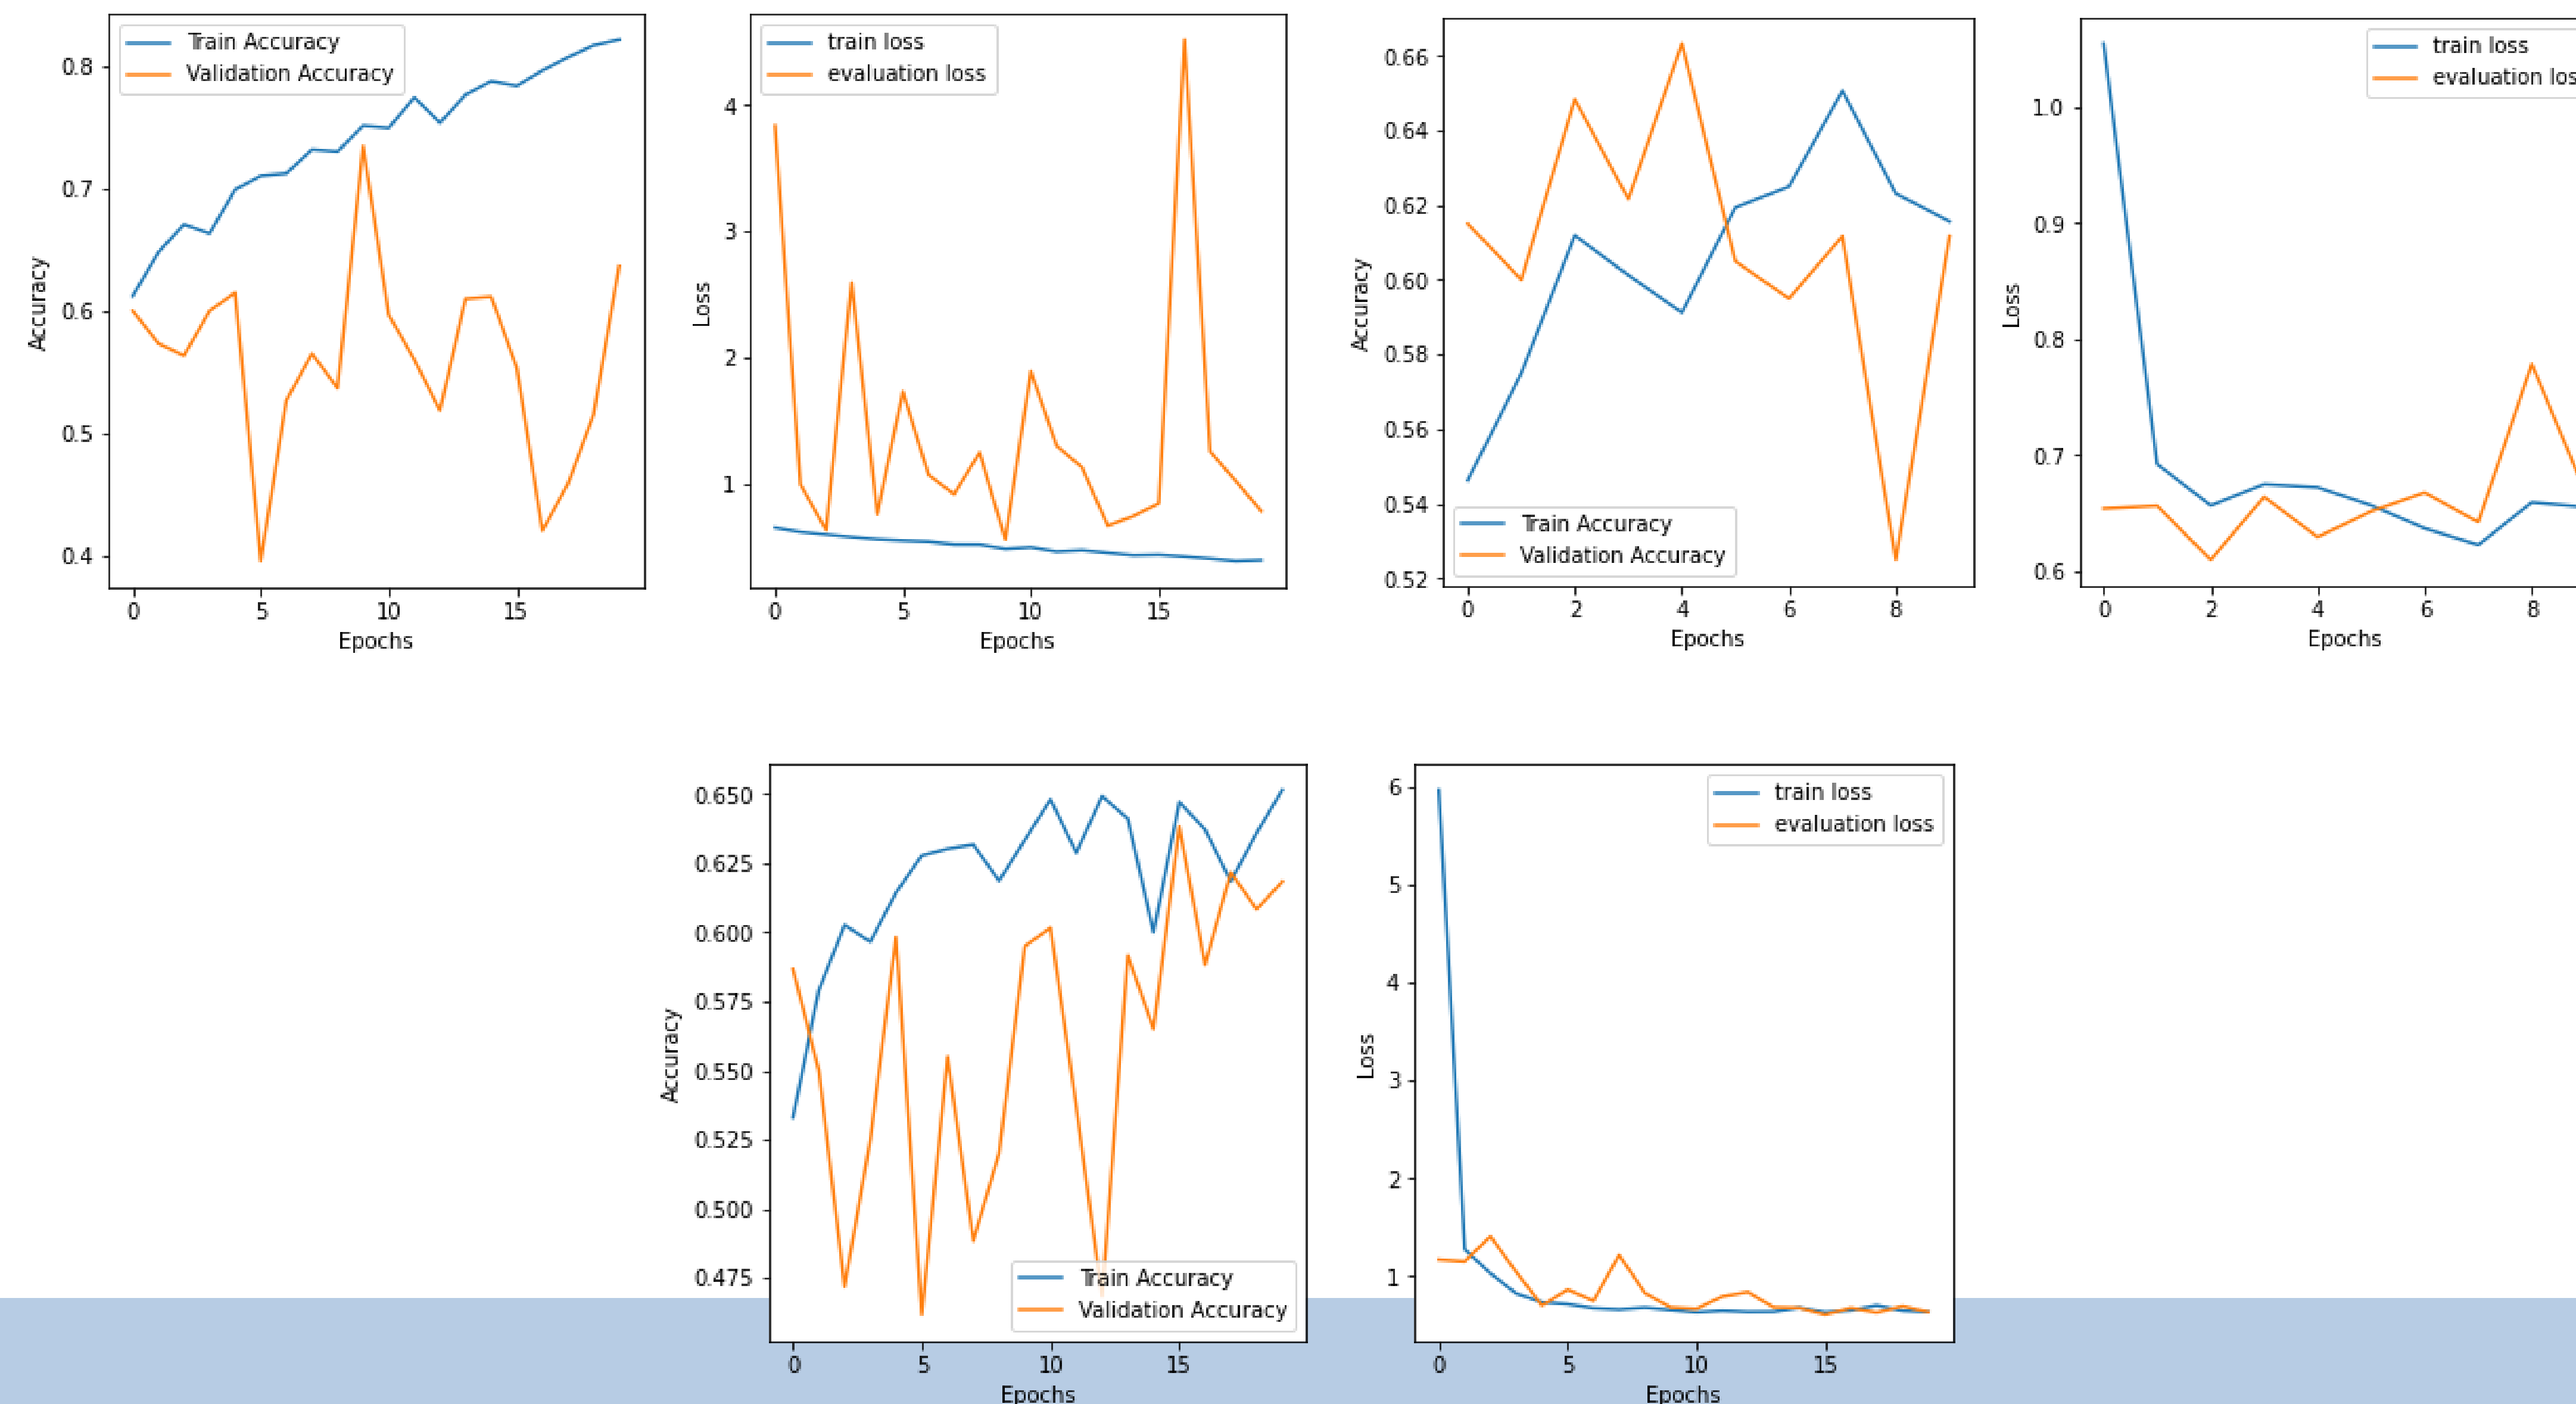 Train Accuracy
Validation Accuracy
0.8
0.7
0.6
0.5
0.4
Accuracy
0 5 10 15
Epochs
train loss
evaluation loss
4
3
2
1
Loss
0 5 10 15
Epochs
0.66
0.64
0.62
0.60
0.58
0.56
0.54
0.52
Accuracy
Train Accuracy
Validation Accuracy
0 2 4 6 8
Epochs
train loss
evaluation los
1.0
0.9
0.8
0.7
0.6
Loss
0 2 4 6 8
Epochs
0.650
0.625
0.600
0.575
0.550
0.525
0.500
0.475
Accuracy
Train Accuracy
Validation Accuracy
0 5 10 15
Epochs
train loss
evaluation loss
6
5
4
3
2
1
Loss
0 5 10 15
Epochs